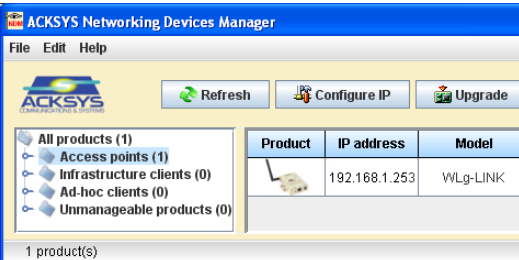 NDM ACKSYS Networking Devices Manager
File Edit Help
ACKSYS
COMMUNICATIONS & SYSTEMS
Refresh Configure IP Upgrade
All products (1)
Access points (1)
Infrastructure clients (0)
Ad-hoc clients (0)
Unmanageable products (0)
Product IP address Model
192.168.1.253 WLg-LINK
1 product(s)